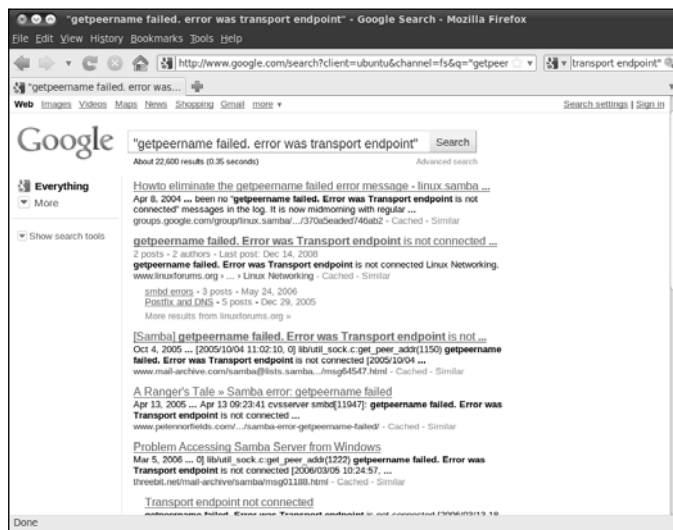 "getpeername failed. error was transport endpoint" - Google Search - Mozilla Firefox
File Edit View History Bookmarks Tools Help
http://www.google.com/search?client=ubuntu&channel=fs&q="getpeer
transport endpoint"
"getpeername failed. error was...
Web Images Videos Maps News Shopping Gmail more
Search settings | Sign in
Google
"getpeername failed. error was transport endpoint"
Search
About 22,600 results (0.35 seconds)
Advanced search
Everything
More
Show search tools
Howto eliminate the getpeername failed error message - linux.samba ...
Apr 8, 2004 ... been no "getpeername failed. Error was Transport endpoint is not
connected" messages in the log. It is now midmorning with regular ...
groups.google.com/group/linux.samba/.../370a5eaded746ab2 - Cached - Similar
getpeername failed. Error was Transport endpoint is not connected ...
2 posts - 2 authors - Last post: Dec 14, 2008
getpeername failed. Error was Transport endpoint is not connected Linux Networking.
www.linuxforums.org › ... › Linux Networking - Cached - Similar
smbd errors - 3 posts - May 24, 2006
Postfix and DNS - 5 posts - Dec 29, 2005
More results from linuxforums.org »
[Samba] getpeername failed. Error was Transport endpoint is not ...
Oct 4, 2005 ... [2005/10/04 11:02:10, 0] lib/util_sock.c:get_peer_addr(1150) getpeername
failed. Error was Transport endpoint is not connected ...
www.mail-archive.com/samba@lists.samba.../msg64547.html - Cached - Similar
A Ranger's Tale » Samba error: getpeername failed
Apr 13, 2005 ... Apr 13 09:23:41 cvsserver smbd[11947]: getpeername failed. Error was
Transport endpoint is not connected ...
www.pelennorfields.com/.../samba-error-getpeername-failed/ - Cached - Similar
Problem Accessing Samba Server from Windows
Mar 5, 2006 ... 0] lib/util_sock.c:get_peer_addr(1222) getpeername failed. Error was
Transport endpoint is not connected [2006/03/05 10:24:57, ...
threebit.net/mail-archive/samba/msg01188.html - Cached - Similar
Transport endpoint not connected
getpeername failed. Error was Transport endpoint is not connected [2006/03/13 18
Done